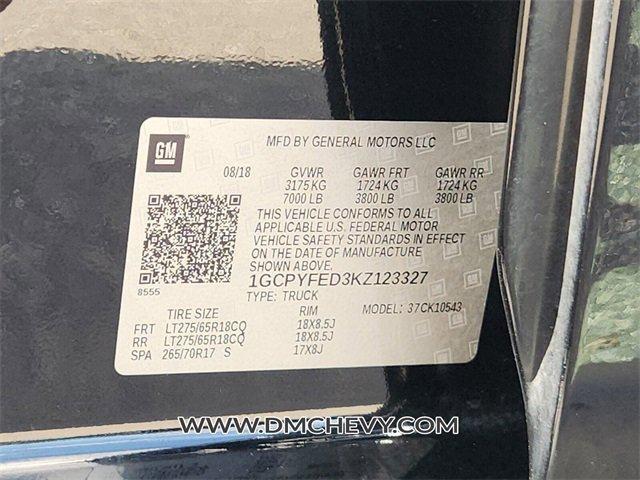 GM
MFD BY GENERAL MOTORS LLC
08/18 GVWR GAWR FRT GAWR RR
3175 KG 1724 KG 1724 KG
7000 LB 3800 LB 3800 LB
THIS VEHICLE CONFORMS TO ALL
APPLICABLE U.S. FEDERAL MOTOR
VEHICLE SAFETY STANDARDS IN EFFECT
ON THE DATE OF MANUFACTURE
SHOWN ABOVE.
8555
1GCPYFED3KZ123327
TYPE: TRUCK
MODEL: 37CK10543
TIRE SIZE RIM
FRT LT275/65R18CQ 18X8.5J
RR LT275/65R18CQ 18X8.5J
SPA 265/70R17 S 17X8J
WWW.DMCHEVY.COM